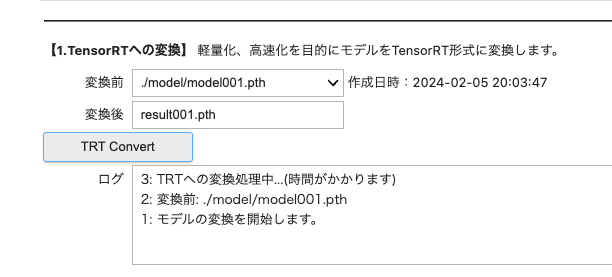 【1.TensorRTへの変換】 軽量化、高速化を目的にモデルをTensorRT形式に変換します。
変換前 ./model/model001.pth 作成日時：2024-02-05 20:03:47
変換後 result001.pth
TRT Convert
ログ 3: TRTへの変換処理中...(時間がかかります)
2: 変換前: ./model/model001.pth
1: モデルの変換を開始します。